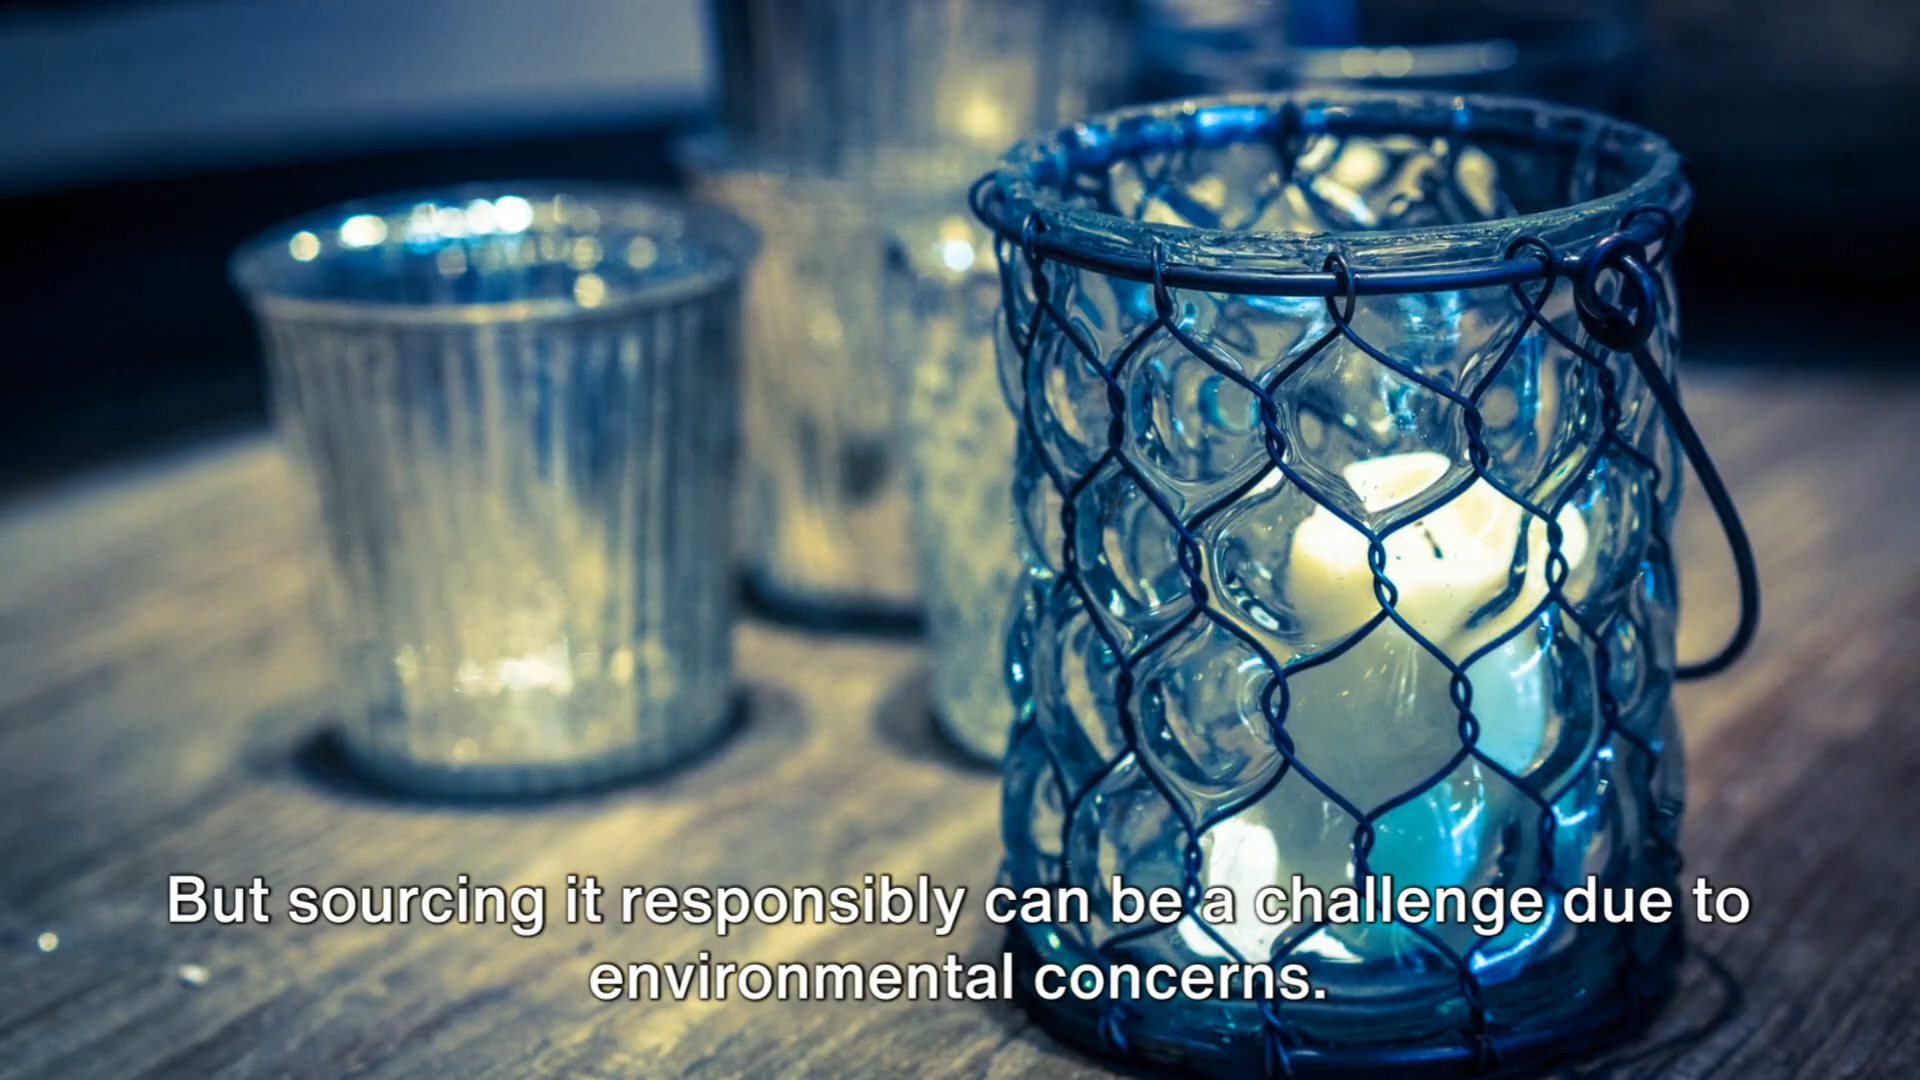 But sourcing it responsibly can be a challenge due to
environmental concerns.